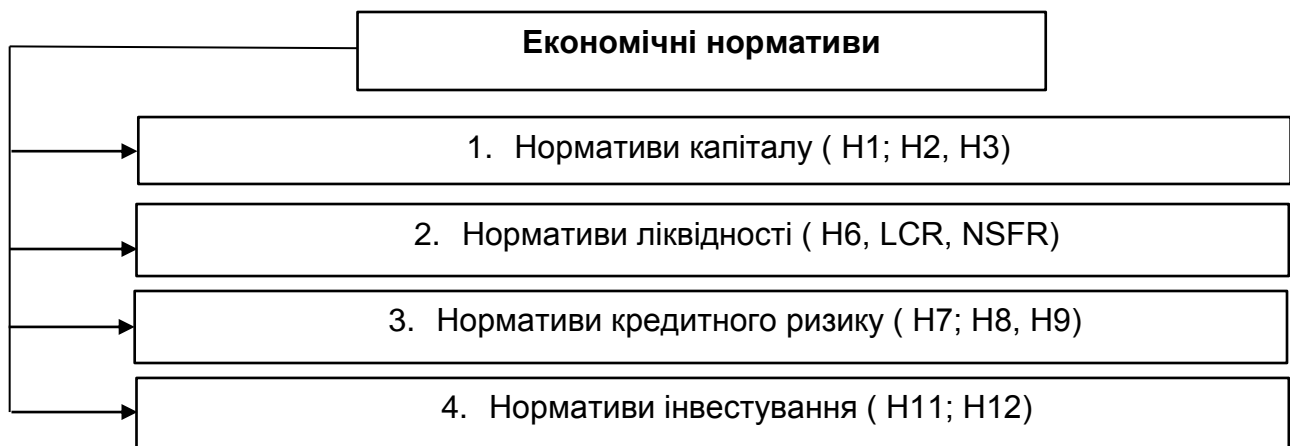 Економічні нормативи
1. Нормативи капіталу ( Н1; Н2, Н3)
2. Нормативи ліквідності ( Н6, LCR, NSFR)
3. Нормативи кредитного ризику ( Н7; Н8, Н9)
4. Нормативи інвестування ( Н11; Н12)